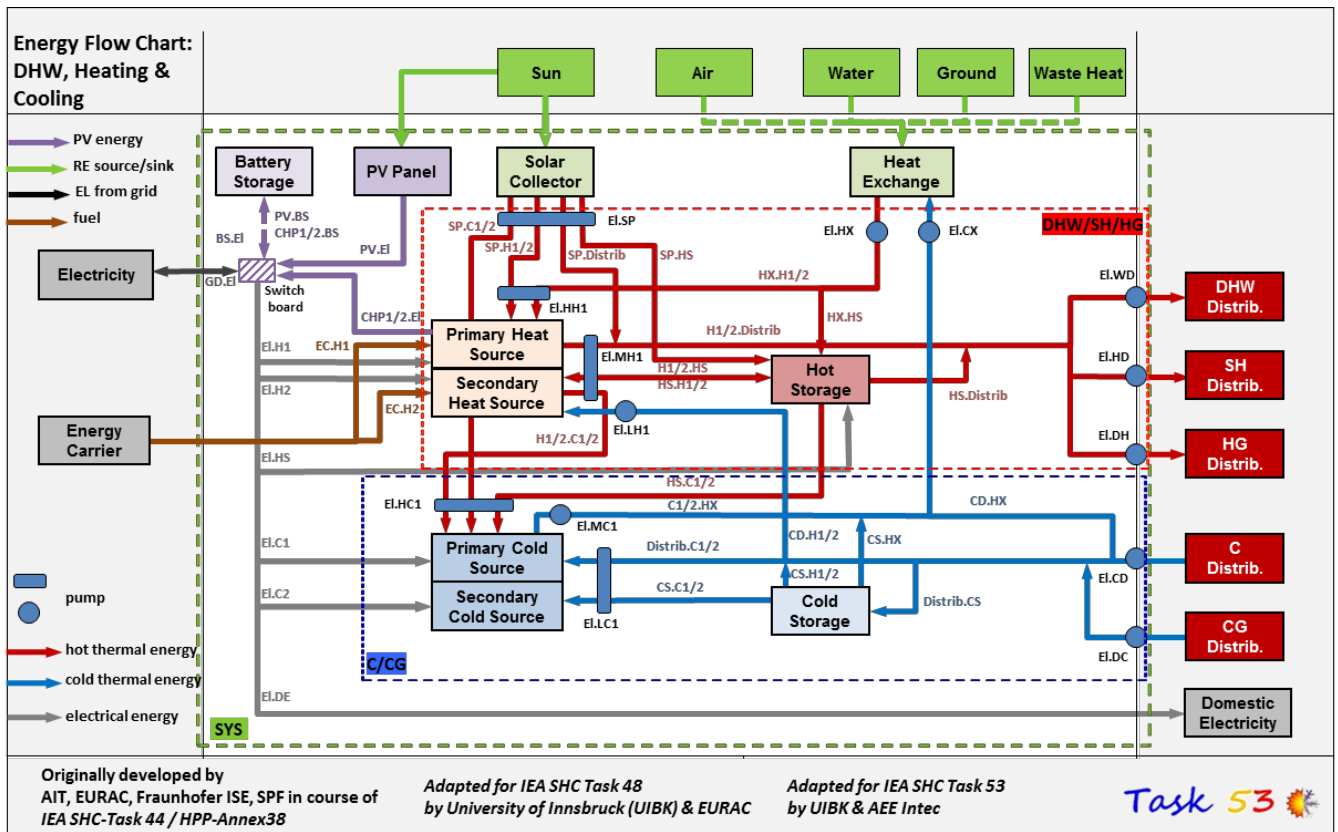 Energy Flow Chart:
DHW, Heating &
Cooling
Sun
Air
Water
Ground
Waste Heat
PV energy
RE source/sink
EL from grid
fuel
Battery
Storage
PV Panel
Solar
Collector
Heat
Exchange
PV.BS
CHP1/2.BS
BS.El
PV.El
SP.C1/2
SP.H1/2
SP.Distrib
SP.HS
El.SP
El.HX
El.CX
DHW/SH/HG
Electricity
GD.El
Switch
board
HX.H1/2
El.WD
DHW
Distrib.
El.HH1
CHP1/2.El
HX.HS
H1/2.Distrib
El.H1
EC.H1
Primary Heat
Source
El.MH1
H1/2.HS
HS.H1/2
Hot
Storage
El.HD
SH
Distrib.
El.H2
EC.H2
Secondary
Heat Source
HS.Distrib
Energy
Carrier
El.LH1
H1/2.C1/2
El.DH
HG
Distrib.
El.HS
HS.C1/2
El.HC1
C1/2.HX
CD.HX
El.MC1
El.C1
Primary Cold
Source
Distrib.C1/2
CD.H1/2
CS.HX
C
Distrib.
El.CD
CS.H1/2
pump
El.C2
Secondary
Cold Source
CS.C1/2
El.LC1
Cold
Storage
Distrib.CS
CG
Distrib.
El.DC
hot thermal energy
cold thermal energy
electrical energy
C/CG
El.DE
SYS
Domestic
Electricity
Originally developed by
AIT, EURAC, Fraunhofer ISE, SPF in course of
IEA SHC-Task 44 / HPP-Annex38
Adapted for IEA SHC Task 48
by University of Innsbruck (UIBK) & EURAC
Adapted for IEA SHC Task 53
by UIBK & AEE Intec
Task 53